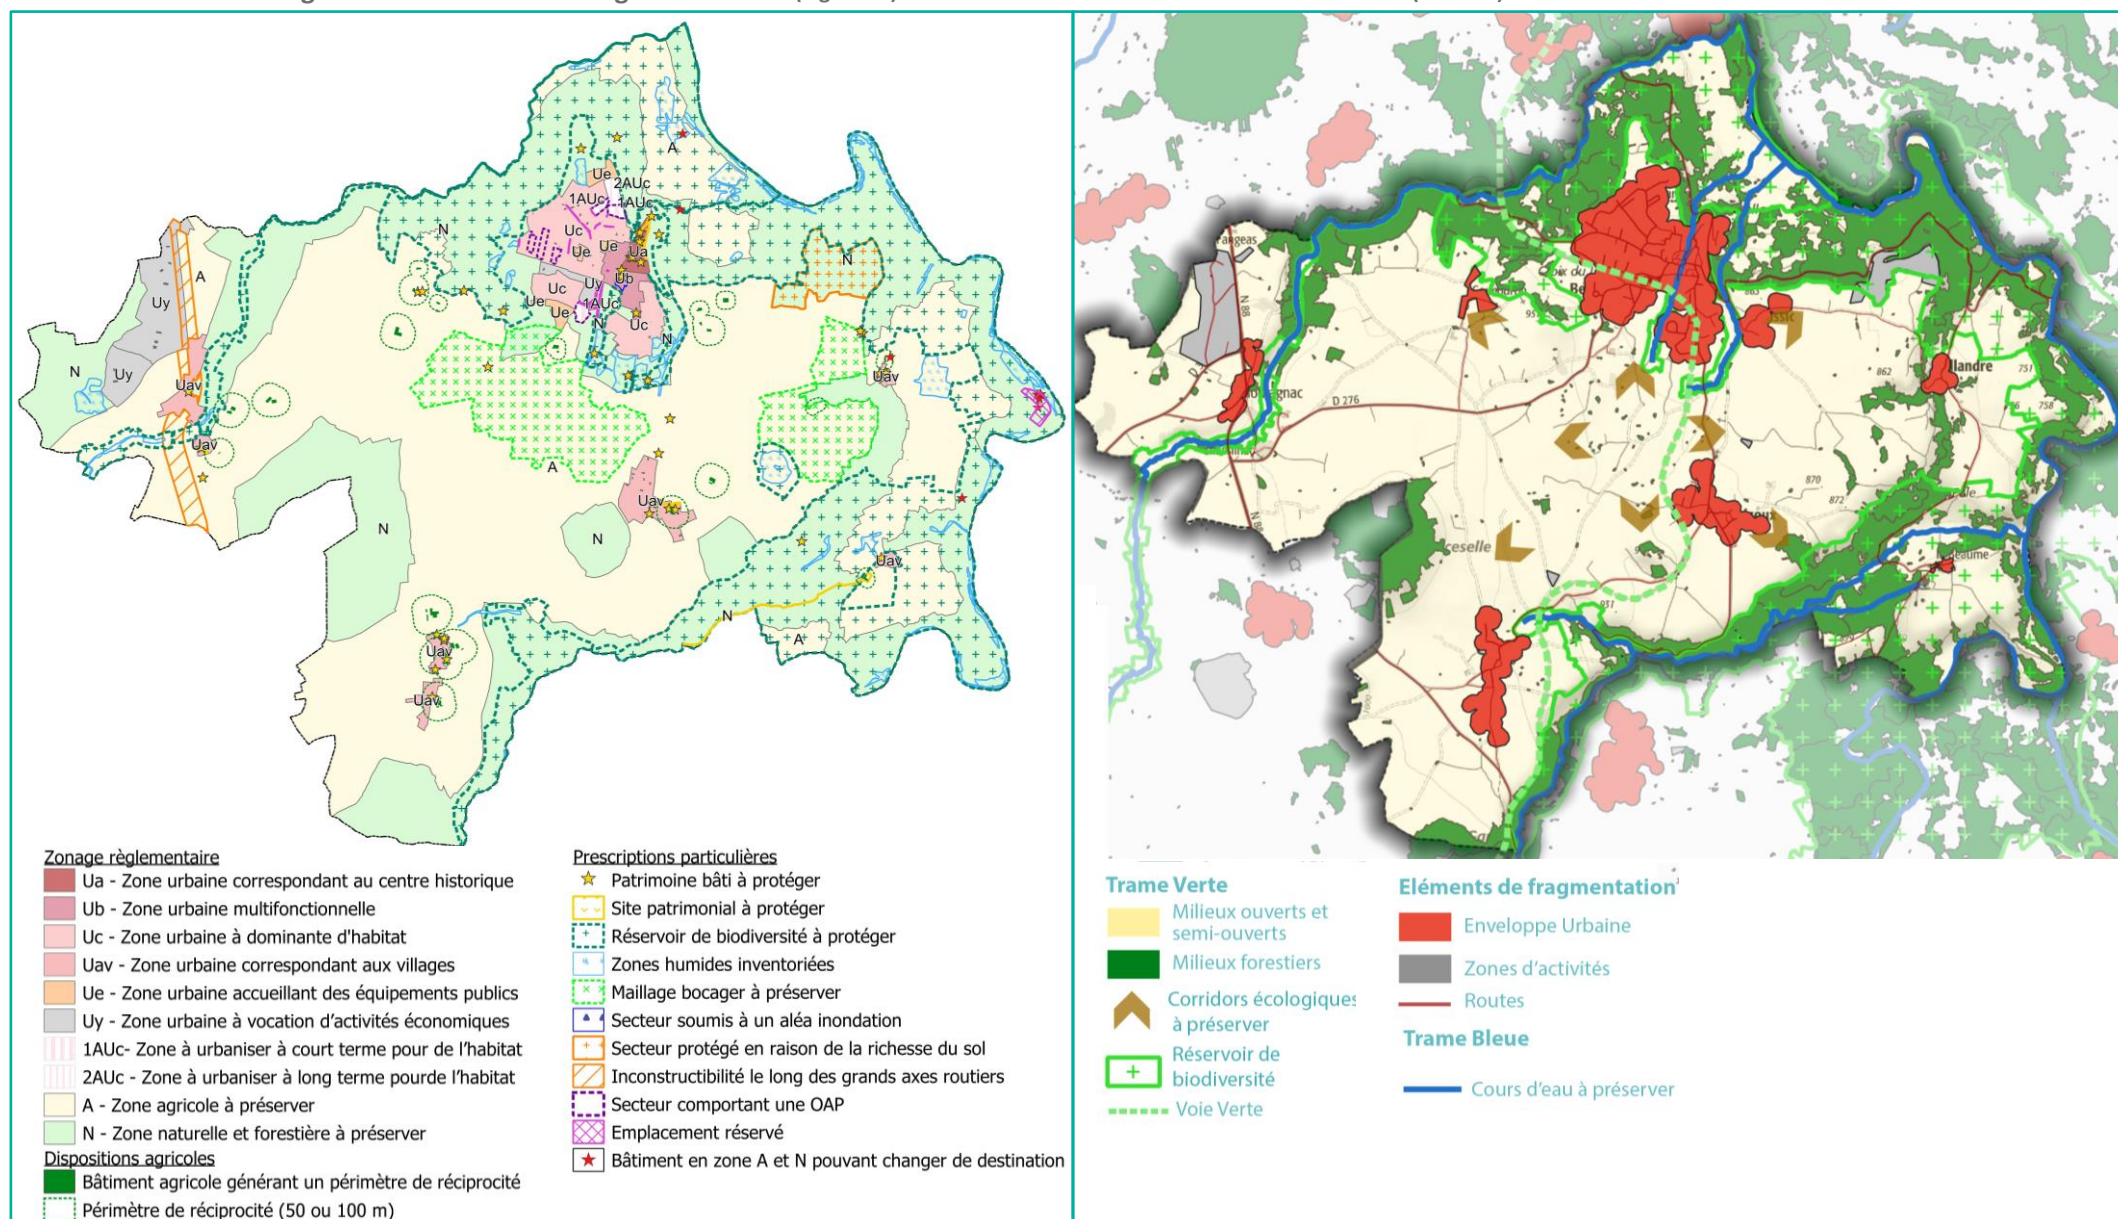 A
Ue
2AUc
1AUc
1AUc
N
Uc
Ue
Ue
Ua
N
A
Uy
Ub
Uc
Uy
Ue
1AUc
Ue
N
Uc
N
N
Uy
Uav
Uav
Uav
A
Uav
N
N
Uav
N
A
Uav
Uav
Zonage règlementaire
Ua - Zone urbaine correspondant au centre historique
Ub - Zone urbaine multifonctionnelle
Uc - Zone urbaine à dominante d'habitat
Uav - Zone urbaine correspondant aux villages
Ue - Zone urbaine accueillant des équipements publics
Uy - Zone urbaine à vocation d'activités économiques
1AUc- Zone à urbaniser à court terme pour de l'habitat
2AUc - Zone à urbaniser à long terme pourde l'habitat
A - Zone agricole à préserver
N - Zone naturelle et forestière à préserver
Dispositions agricoles
Bâtiment agricole générant un périmètre de réciprocité
Périmètre de réciprocité (50 ou 100 m)
Prescriptions particulières
Patrimoine bâti à protéger
Site patrimonial à protéger
Réservoir de biodiversité à protéger
Zones humides inventoriées
Maillage bocager à préserver
Secteur soumis à un aléa inondation
Secteur protégé en raison de la richesse du sol
Inconstructibilité le long des grands axes routiers
Secteur comportant une OAP
Emplacement réservé
Bâtiment en zone A et N pouvant changer de destination
N 88
D 276
862
751
758
870
872
931
Trame Verte
Milieux ouverts et
semi-ouverts
Milieux forestiers
Corridors écologiques
à préserver
Réservoir de
biodiversité
Voie Verte
Eléments de fragmentation
Enveloppe Urbaine
Zones d'activités
Routes
Trame Bleue
Cours d'eau à préserver